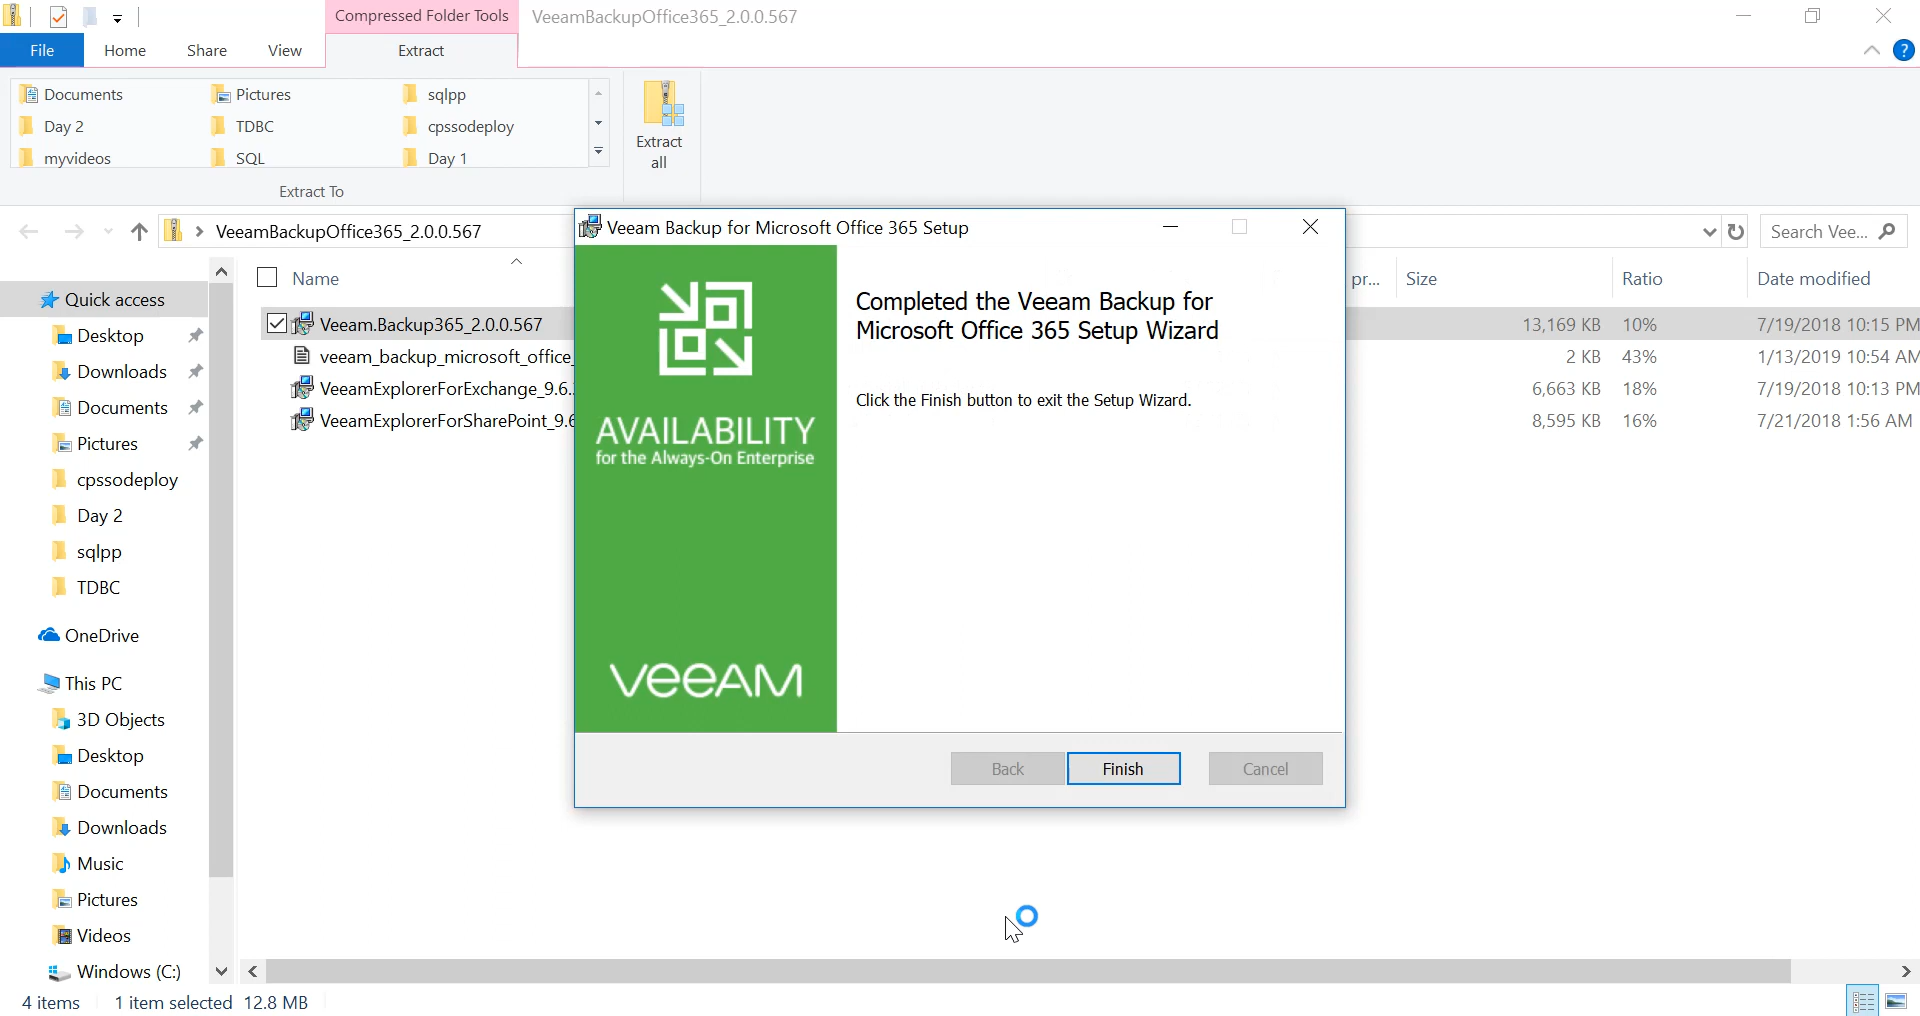 Compressed Folder Tools
VeeamBackupOffice365_2.0.0.567
File
Home
Share
View
Extract
?
Documents
Pictures
sqlpp
Day 2
TDBC
cpssodeploy
myvideos
SQL
Day 1
Extract To
Extract
all
VeeamBackupOffice365_2.0.0.567
Search Vee...
Name
pr...
Size
Ratio
Date modified
Veeam.Backup365_2.0.0.567
13,169 KB
10%
7/19/2018 10:15 PM
veeam_backup_microsoft_office_
2 KB
43%
1/13/2019 10:54 AM
VeeamExplorerForExchange_9.6..
6,663 KB
18%
7/19/2018 10:13 PM
VeeamExplorerForSharePoint_9.6
8,595 KB
16%
7/21/2018 1:56 AM
Quick access
Desktop
Downloads
Documents
Pictures
cpssodeploy
Day 2
sqlpp
TDBC
OneDrive
This PC
3D Objects
Desktop
Documents
Downloads
Music
Pictures
Videos
Windows (C:)
Veeam Backup for Microsoft Office 365 Setup
AVAILABILITY
for the Always-On Enterprise
veeAM
Completed the Veeam Backup for
Microsoft Office 365 Setup Wizard
Click the Finish button to exit the Setup Wizard.
Back
Finish
Cancel
4 items
1 item selected 12.8 MB